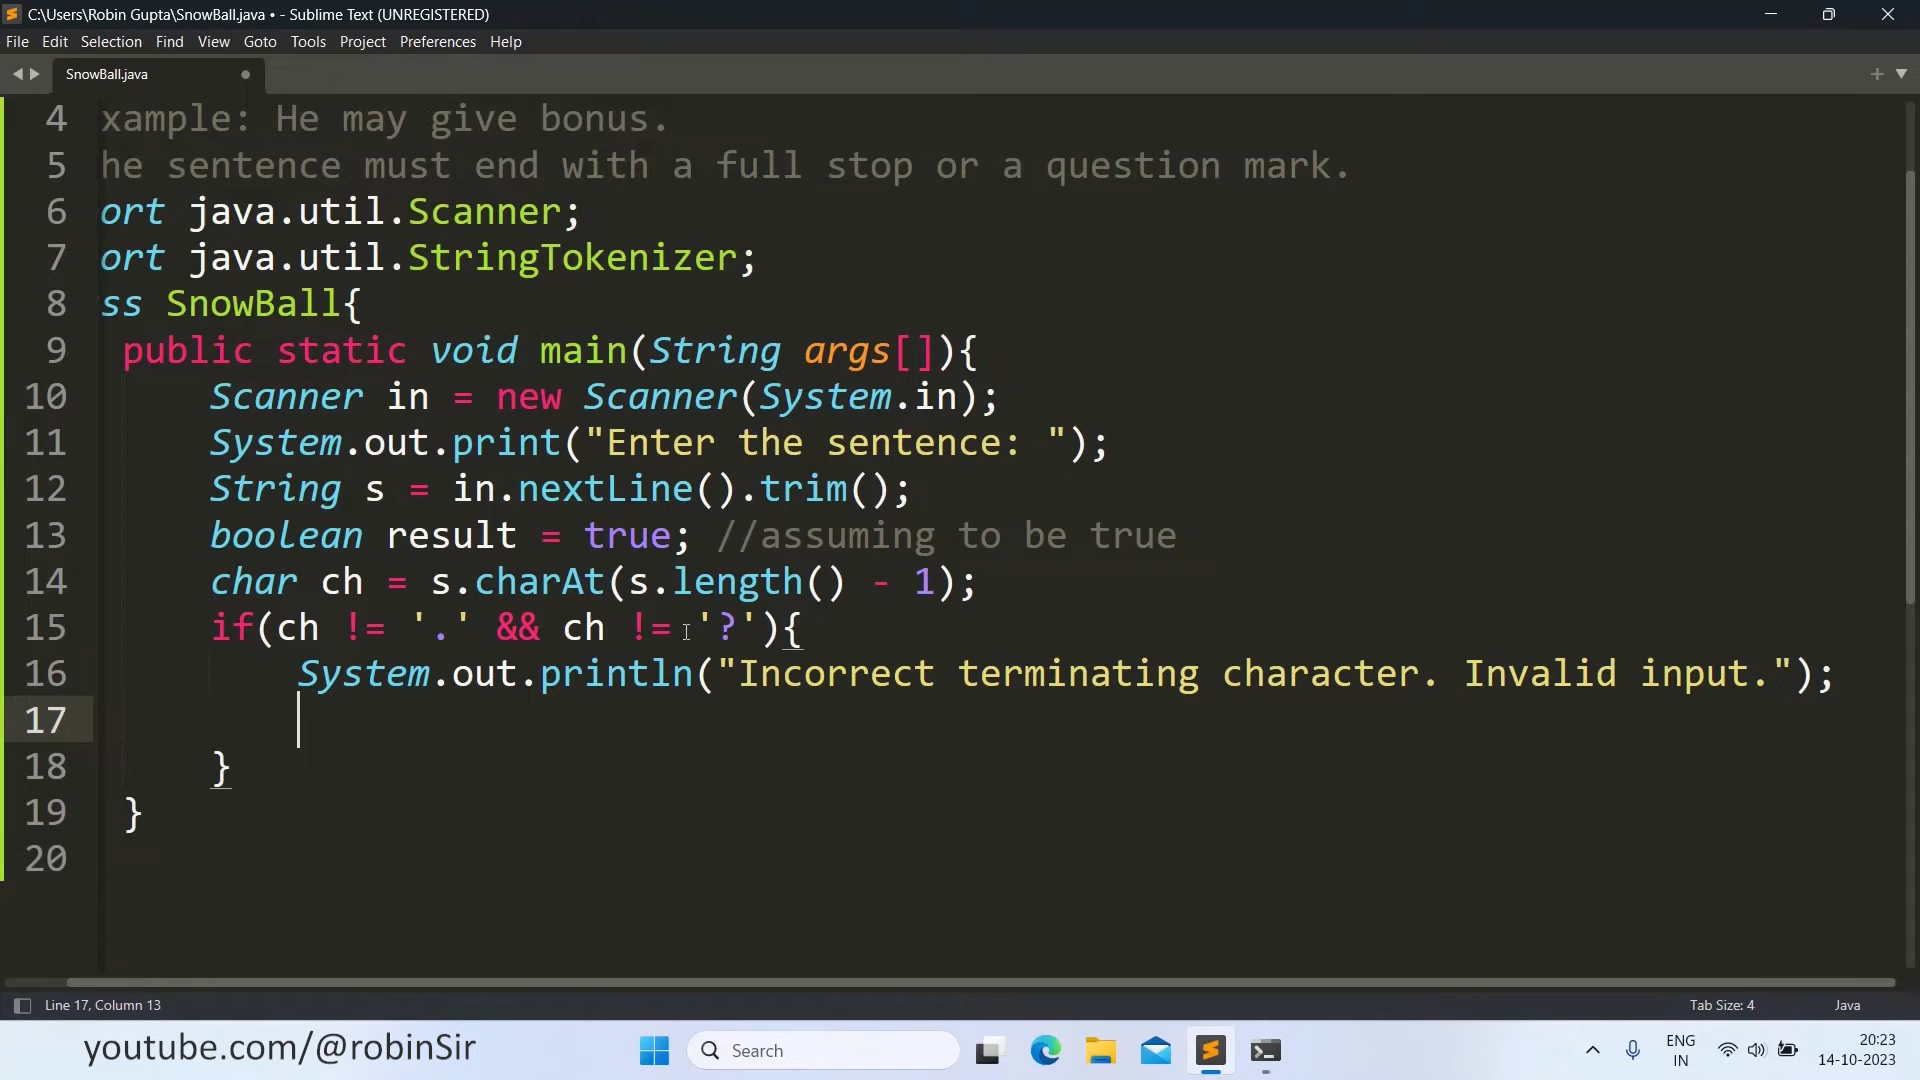 C:\Users\Robin Gupta\SnowBall.java • - Sublime Text (UNREGISTERED)
File Edit Selection Find View Goto Tools Project Preferences Help
SnowBall.java
4 xample: He may give bonus.
5 he sentence must end with a full stop or a question mark.
6 ort java.util.Scanner;
7 ort java.util.StringTokenizer;
8 ss SnowBall{
9 public static void main(String args[]){
10 Scanner in = new Scanner(System.in);
11 System.out.print("Enter the sentence: ");
12 String s = in.nextLine().trim();
13 boolean result = true; //assuming to be true
14 char ch = s.charAt(s.length() - 1);
15 if(ch != '.' && ch != '?'){
16 System.out.println("Incorrect terminating character. Invalid input.");
17
18 }
19 }
20
Line 17, Column 13 Tab Size: 4 Java
youtube.com/@robinSir Search ENG IN 20:23 14-10-2023